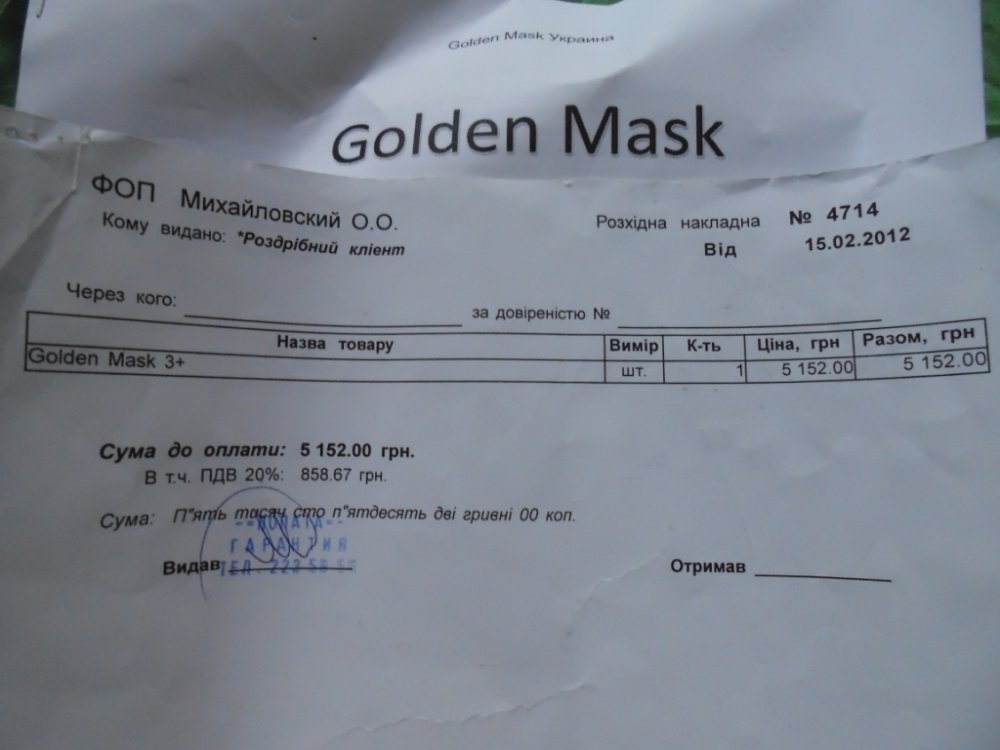 Golden Mask Украина
Golden Mask
ФОП Михайловский О.О.
Кому видано: *Роздрібний клієнт
Розхідна накладна № 4714
Від 15.02.2012
Через кого: за довіреністю №
Назва товару Вимір К-ть Ціна, грн Разом, грн
Golden Mask 3+ шт. 1 5 152.00 5 152.00
Сума до оплати: 5 152.00 грн.
В т.ч. ПДВ 20%: 858.67 грн.
Сума: П"ять тисяч сто п"ятдесять дві гривні 00 коп.
ГАРАНТИЯ
ТЕЛ. 223
Видав Отримав